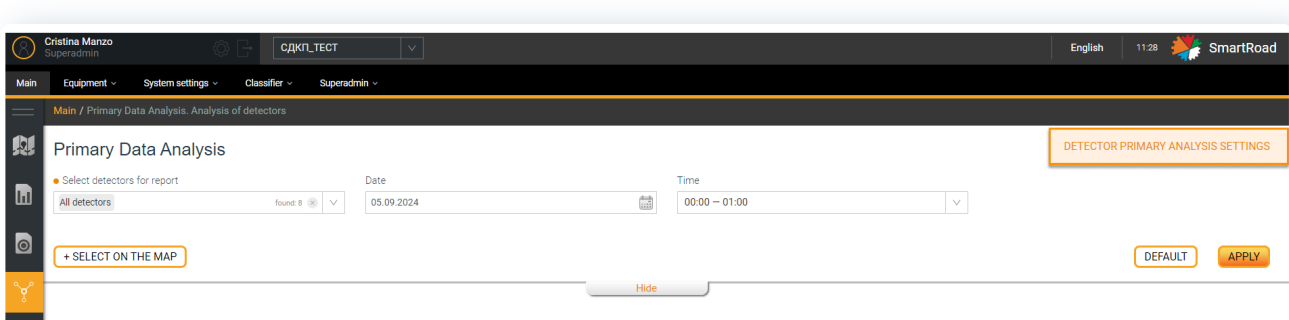 Cristina Manzo
Superadmin
СДКП_ТЕСТ
English
11:28
SmartRoad
Main
Equipment
System settings
Classifier
Superadmin
Main / Primary Data Analysis. Analysis of detectors
Primary Data Analysis
DETECTOR PRIMARY ANALYSIS SETTINGS
Select detectors for report
Date
Time
All detectors
found: 8
05.09.2024
00:00 — 01:00
+ SELECT ON THE MAP
DEFAULT
APPLY
Hide